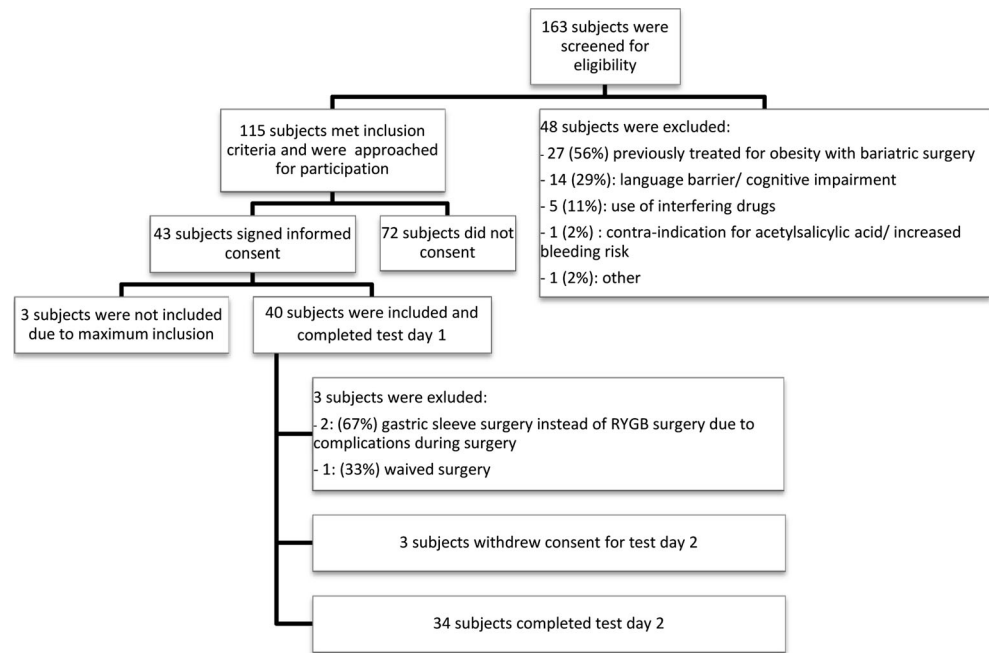 163 subjects were
screened for
eligibility
115 subjects met inclusion
criteria and were approached
for participation
48 subjects were excluded:
- 27 (56%) previously treated for obesity with bariatric surgery
- 14 (29%): language barier/ cognitive impairment
- 5 (11%): use of interfering drugs
- 1 (2%) : contra-indication for acetylsalicylic acid/ increased
bleeding risk
- 1 (2%): other
43 subjects signed informed
consent
72 subjects did not
consent
3 subjects were not included
due to maximum inclusion
40 subjects were included and
completed test day 1
3 subjects were exluded:
- 2: (67%) gastric sleeve surgery instead of RYGB surgery due to
complications during surgery
- 1: (33%) waived surgery
3 subjects withdrew consent for test day 2
34 subjects completed test day 2